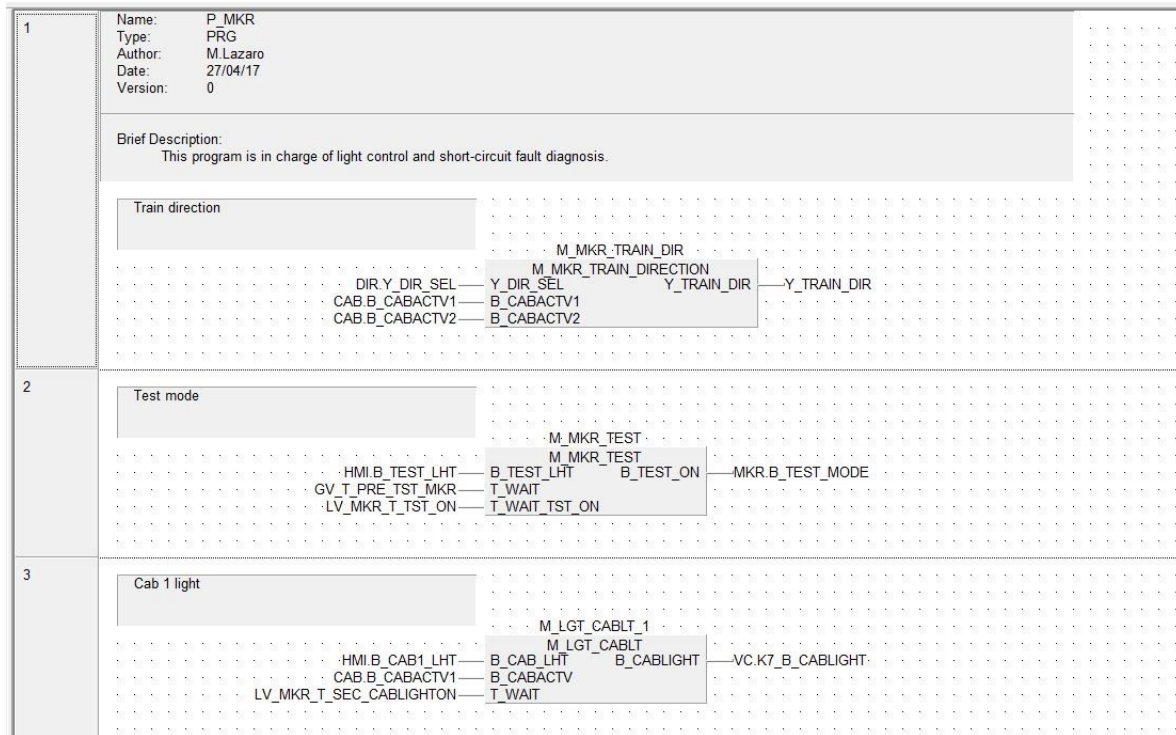 1
Name: P_MKR
Type: PRG
Author: M.Lazaro
Date: 27/04/17
Version: 0
Brief Description:
This program is in charge of light control and short-circuit fault diagnosis.
Train direction
M_MKR_TRAIN_DIR
M_MKR_TRAIN_DIRECTION
DIR.Y_DIR_SEL Y_DIR_SEL Y_TRAIN_DIR Y_TRAIN_DIR
CAB.B_CABACTV1 B_CABACTV1
CAB.B_CABACTV2 B_CABACTV2
2
Test mode
M_MKR_TEST
M_MKR_TEST
HMI.B_TEST_LHT B_TEST_LHT B_TEST_ON MKR.B_TEST_MODE
GV_T_PRE_TST_MKR T_WAIT
LV_MKR_T_TST_ON T_WAIT_TST_ON
3
Cab 1 light
M_LGT_CABLT_1
M_LGT_CABLT
HMI.B_CAB1_LHT B_CAB_LHT B_CABLIGHT VC.K7_B_CABLIGHT
CAB.B_CABACTV1 B_CABACTV
LV_MKR_T_SEC_CABLIGHTON T_WAIT